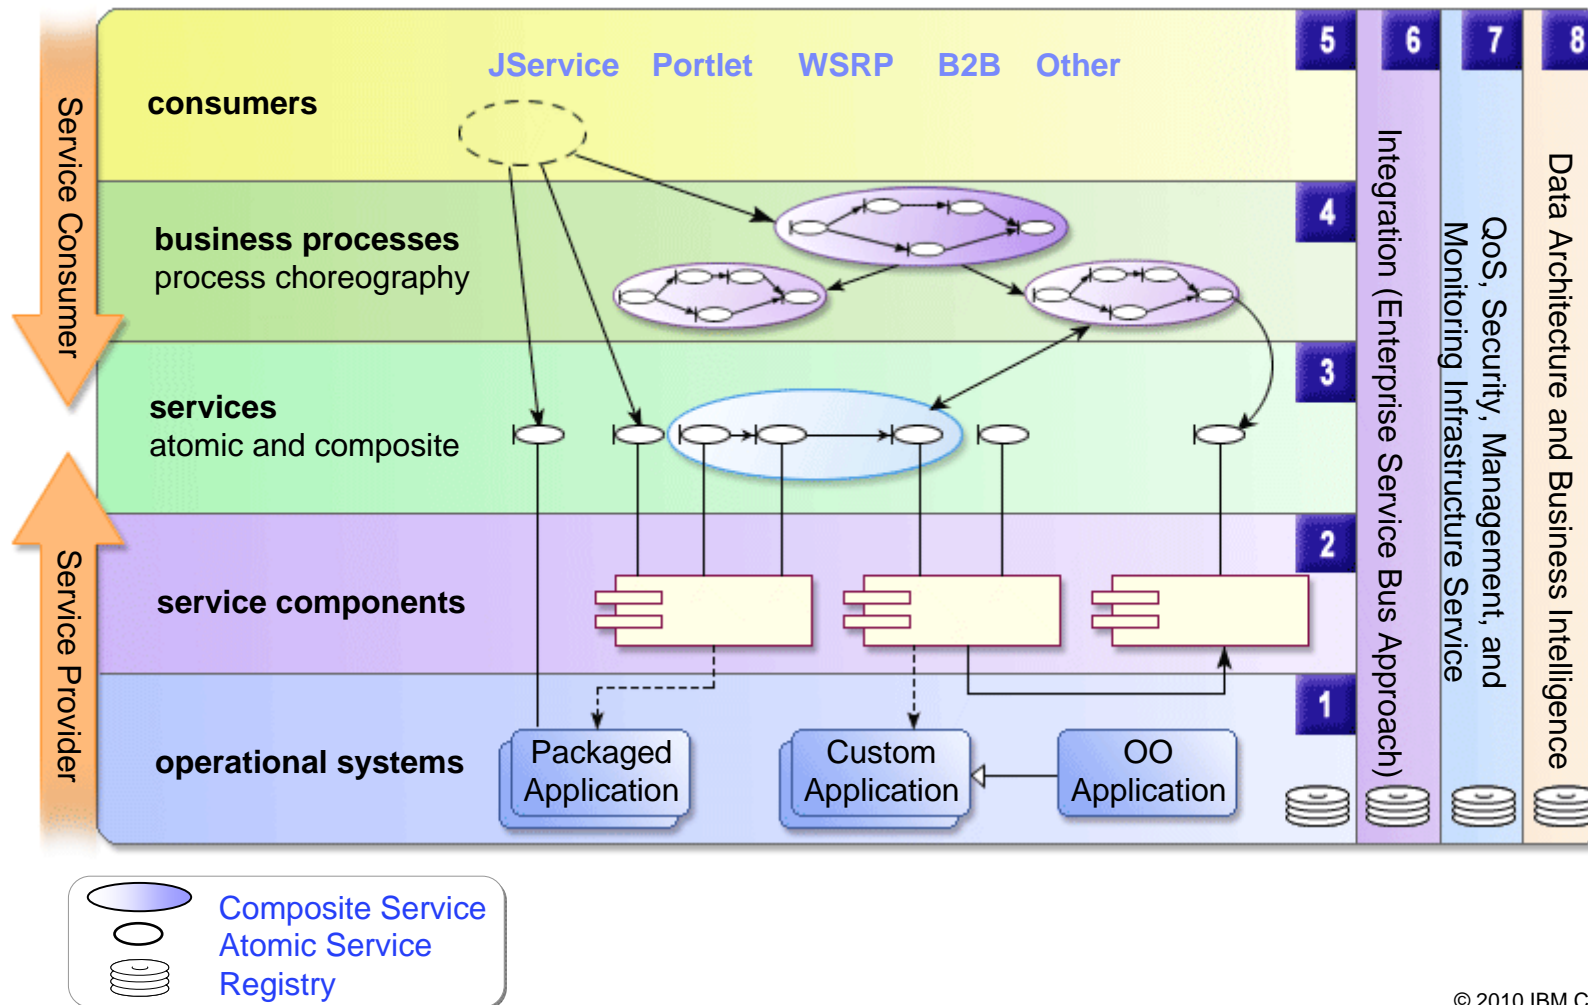 JService Portlet WSRP B2B Other
5
6
7
8
consumers
Service Consumer
4
business processes
process choreography
3
services
atomic and composite
2
service components
Service Provider
1
operational systems
Packaged
Application
Custom
Application
OO
Application
Integration (Enterprise Service Bus Approach)
QoS, Security, Management, and
Monitoring Infrastructure Service
Data Architecture and Business Intelligence
Composite Service
Atomic Service
Registry
© 2010 IBM C